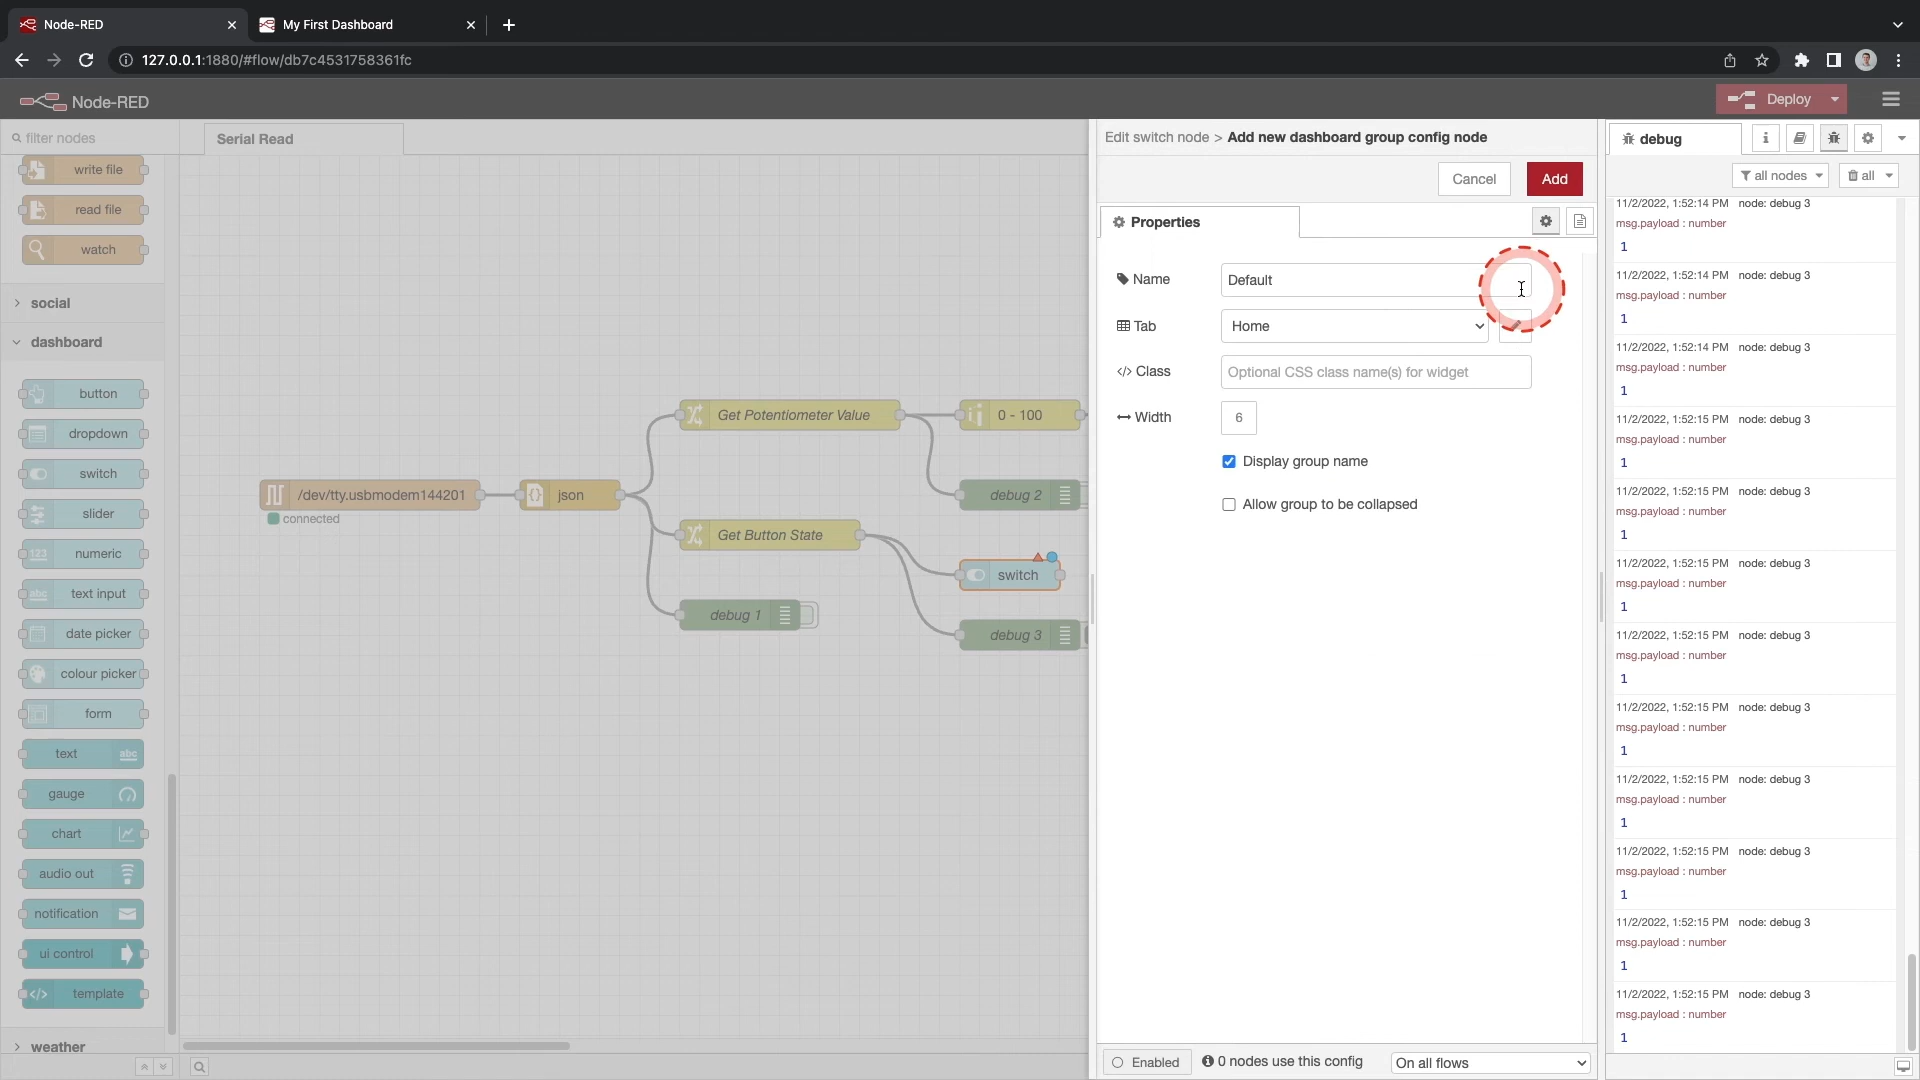 Node-RED
My First Dashboard
127.0.0.1:1880/#flow/db7c4531758361fc
Node-RED
Deploy
filter nodes
write file
read file
watch
social
dashboard
button
dropdown
switch
slider
123 numeric
abc text input
date picker
colour picker
form
text abc
gauge
chart
audio out
notification
ui control
template
weather
Serial Read
/dev/tty.usbmodem144201
connected
json
Get Potentiometer Value
0 - 100
debug 2
Get Button State
switch
debug 1
debug 3
Edit switch node > Add new dashboard group config node
Cancel
Add
Properties
Name
Default
Tab
Home
Class
Optional CSS class name(s) for widget
Width
6
Display group name
Allow group to be collapsed
Enabled
0 nodes use this config
On all flows
debug
all nodes
all
11/2/2022, 1:52:14 PM node: debug 3
msg.payload : number
1
11/2/2022, 1:52:14 PM node: debug 3
msg.payload : number
1
11/2/2022, 1:52:14 PM node: debug 3
msg.payload : number
1
11/2/2022, 1:52:15 PM node: debug 3
msg.payload : number
1
11/2/2022, 1:52:15 PM node: debug 3
msg.payload : number
1
11/2/2022, 1:52:15 PM node: debug 3
msg.payload : number
1
11/2/2022, 1:52:15 PM node: debug 3
msg.payload : number
1
11/2/2022, 1:52:15 PM node: debug 3
msg.payload : number
1
11/2/2022, 1:52:15 PM node: debug 3
msg.payload : number
1
11/2/2022, 1:52:15 PM node: debug 3
msg.payload : number
1
11/2/2022, 1:52:15 PM node: debug 3
msg.payload : number
1
11/2/2022, 1:52:15 PM node: debug 3
msg.payload : number
1